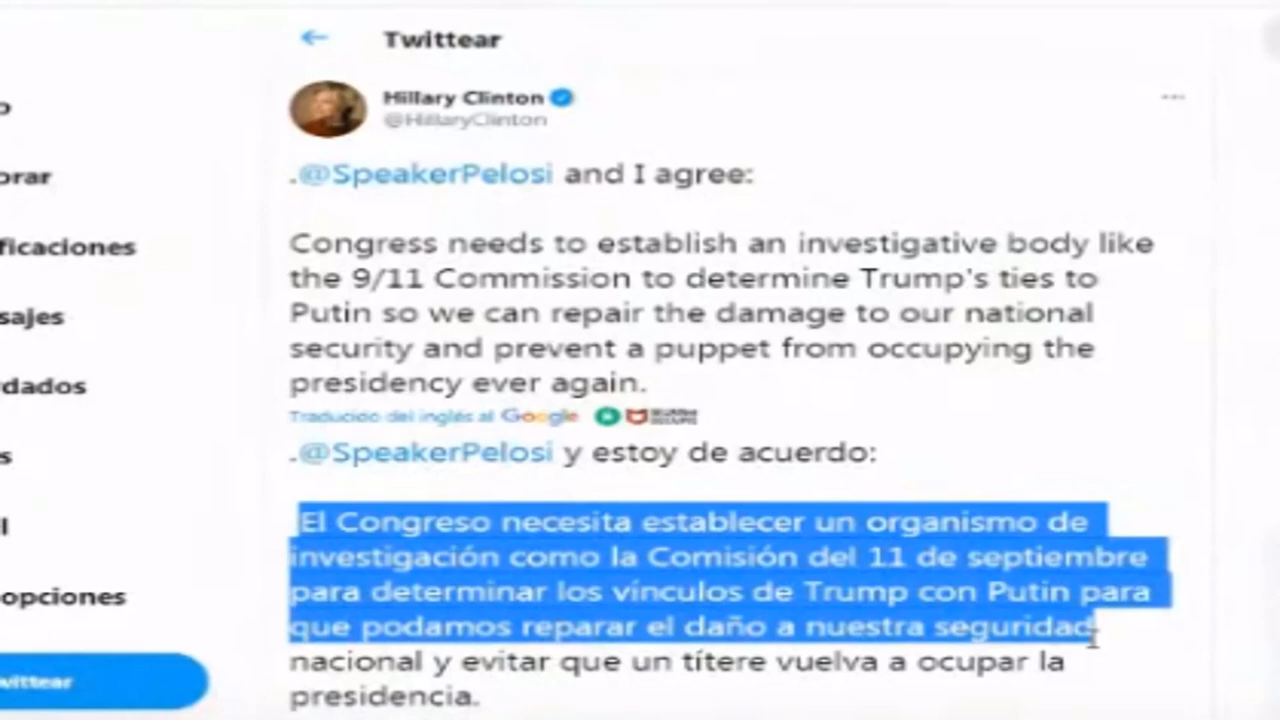 Twittear
Hillary Clinton
@HillaryClinton
.@SpeakerPelosi and I agree:
orar
Congress needs to establish an investigative body like
ficaciones
the 9/11 Commission to determine Trump's ties to
Putin so we can repair the damage to our national
sajes
security and prevent a puppet from occupying the
presidency ever again.
rdados
Traducido del inglés al Google
.@SpeakerPelosi y estoy de acuerdo:
s
El Congreso necesita establecer un organismo de
l
investigación como la Comisión del 11 de septiembre
para determinar los vínculos de Trump con Putin para
opciones
que podamos reparar el daño a nuestra seguridad
nacional y evitar que un títere vuelva a ocupar la
wittear
presidencia.